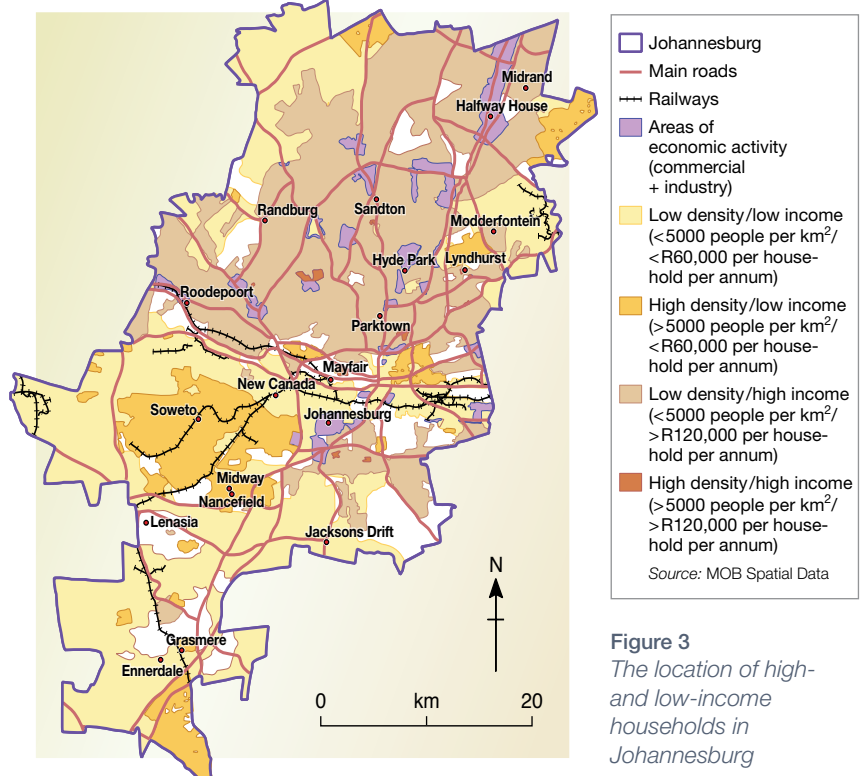 Midrand
Halfway House
Randburg
Sandton
Modderfontein
Hyde Park
Lyndhurst
Roodepoort
Parktown
Mayfair
New Canada
Soweto
Johannesburg
Midway
Nancefield
Lenasia
Jacksons Drift
Grasmere
Ennerdale
N
0 km 20
Johannesburg
Main roads
Railways
Areas of
economic activity
(commercial
+ industry)
Low density/low income
(<5000 people per km²/
<R60,000 per house-
hold per annum)
High density/low income
(>5000 people per km²/
<R60,000 per house-
hold per annum)
Low density/high income
(<5000 people per km²/
>R120,000 per house-
hold per annum)
High density/high income
(>5000 people per km²/
>R120,000 per house-
hold per annum)
Source: MOB Spatial Data
Figure 3
The location of high-
and low-income
households in
Johannesburg